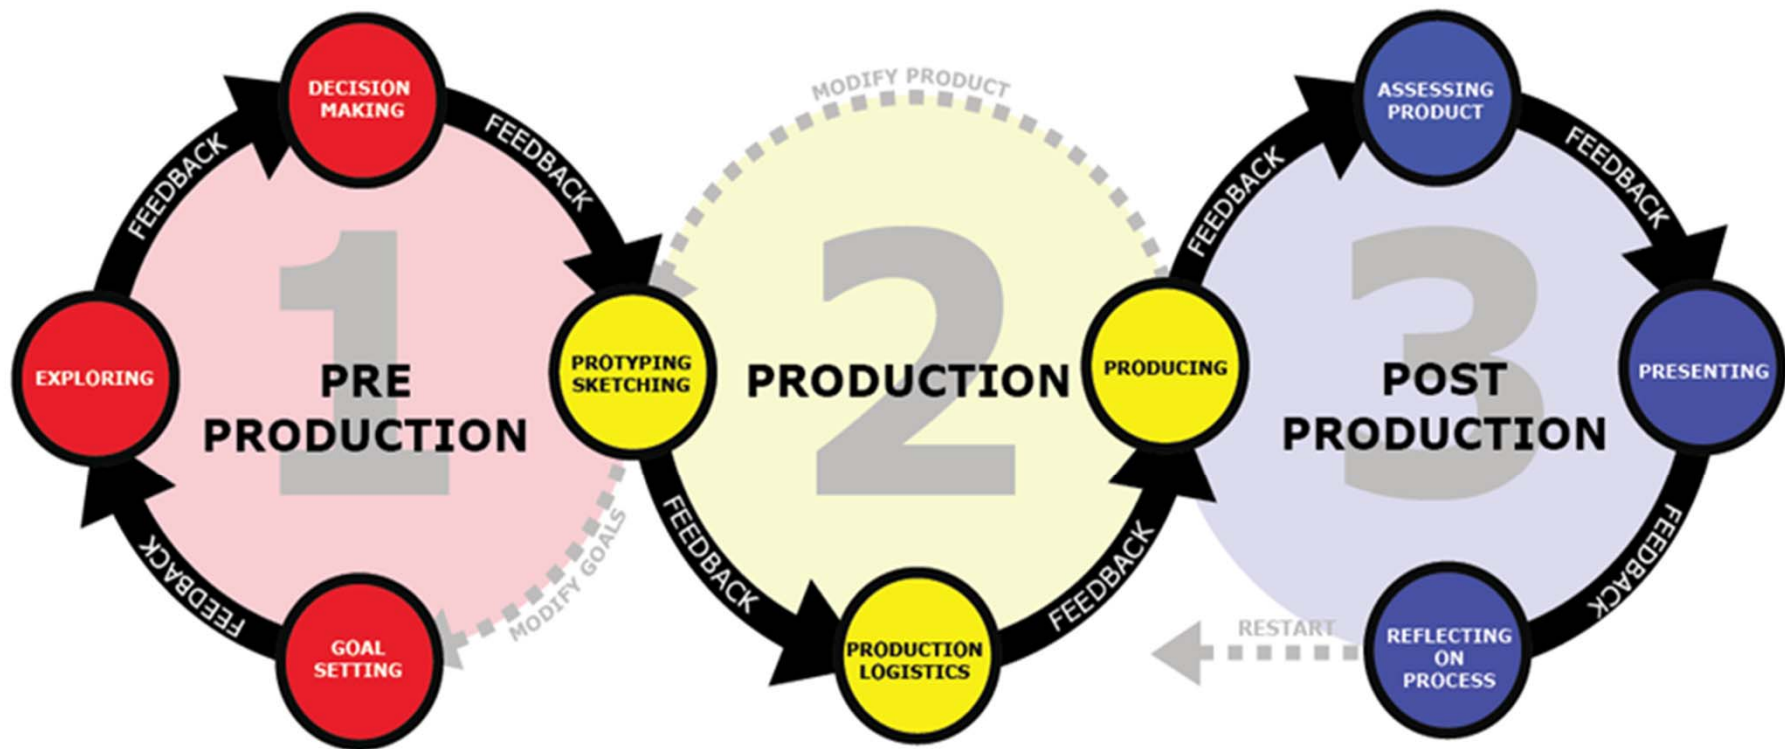 DECISION
MAKING
FEEDBACK
FEEDBACK
EXPLORING
1
PRE
PRODUCTION
FEEDBACK
GOAL
SETTING
MODIFY GOALS
PROTYPING
SKETCHING
MODIFY PRODUCT
2
PRODUCTION
FEEDBACK
PRODUCTION
LOGISTICS
FEEDBACK
PRODUCING
FEEDBACK
ASSESSING
PRODUCT
FEEDBACK
3
POST
PRODUCTION
PRESENTING
FEEDBACK
REFLECTING
ON
PROCESS
RESTART